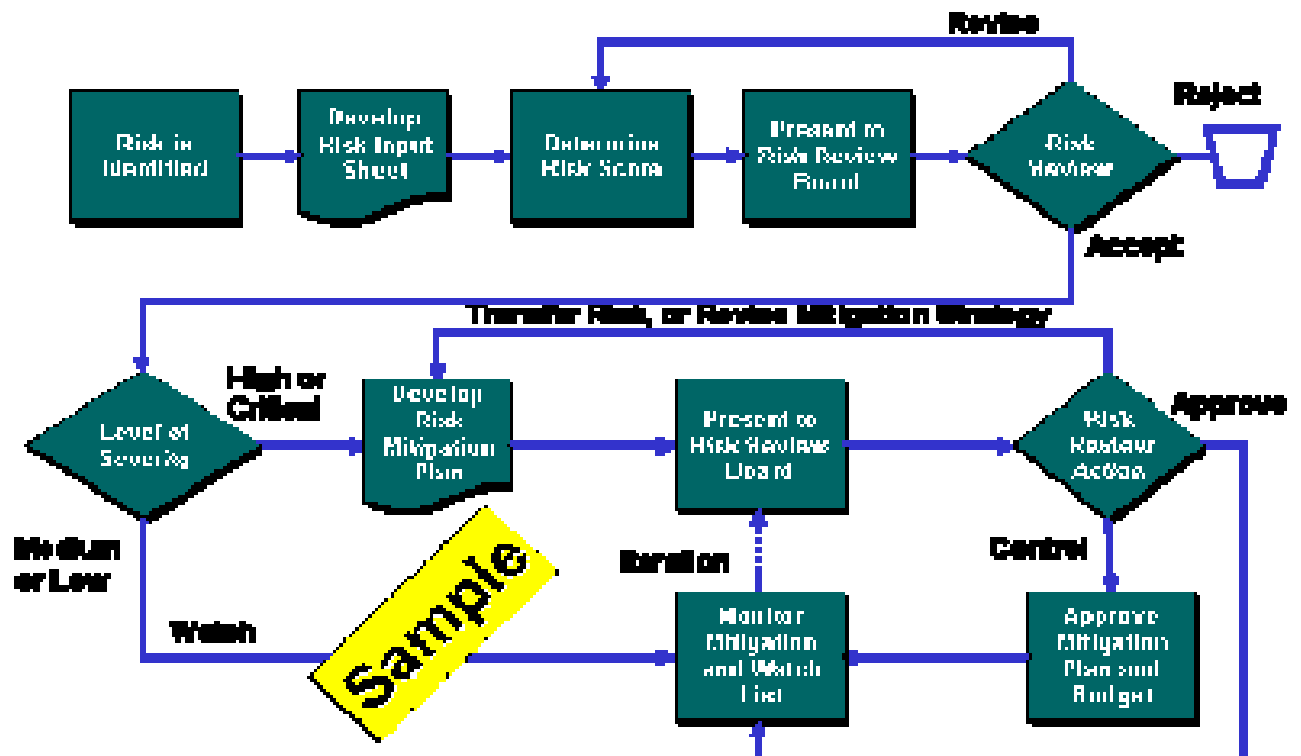 Revise
Reject
Risk is
Identified
Develop
Risk Input
Sheet
Determine
Risk Score
Present to
Risk Review
Board
Risk
Review
Accept
Transfer Risk, or Revise Mitigation Strategy
High or
Critical
Approve
Level of
Severity
Develop
Risk
Mitigation
Plan
Present to
Risk Review
Board
Risk
Review
Action
Medium
or Low
Iteration
Control
Watch
Sample
Monitor
Mitigation
and Watch
List
Approve
Mitigation
Plan and
Budget